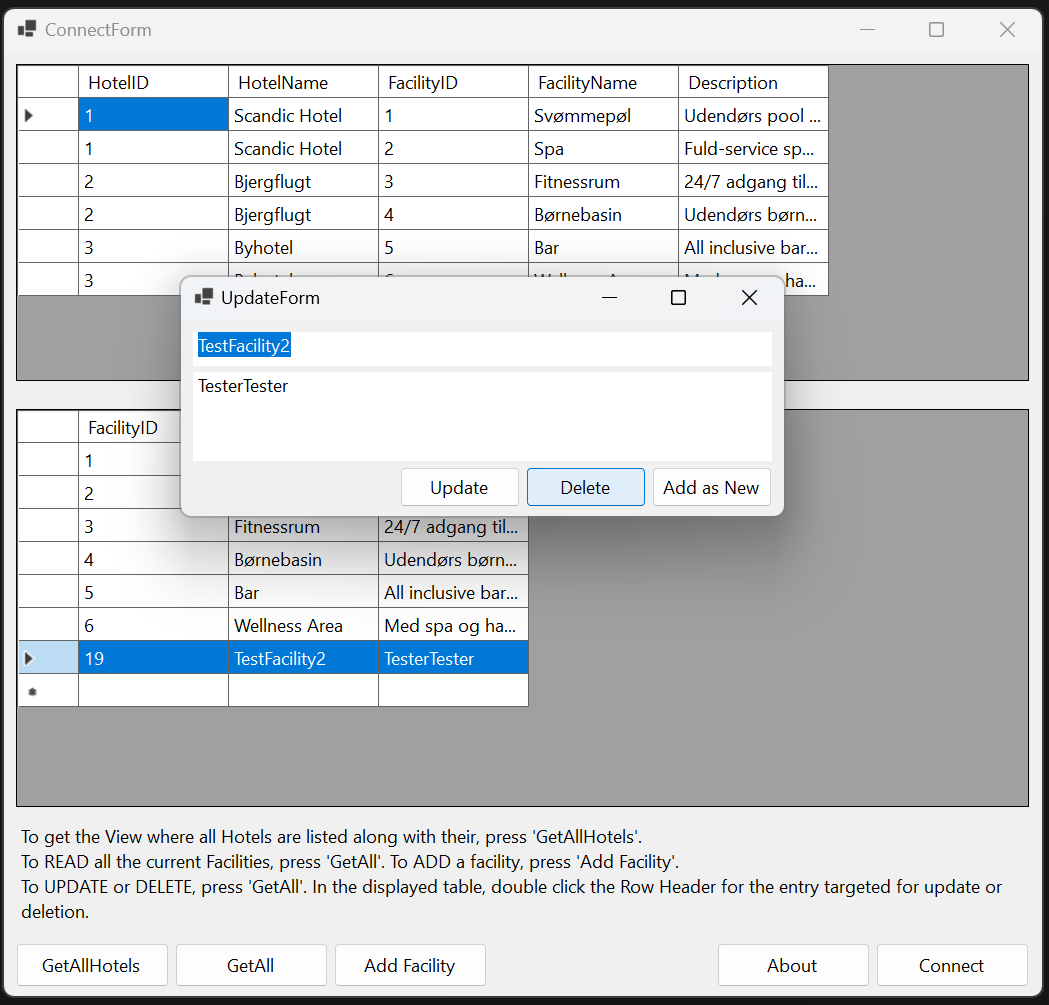 ConnectForm
HotelID HotelName FacilityID FacilityName Description
1 Scandic Hotel 1 Svømmepøl Udendørs pool ...
1 Scandic Hotel 2 Spa Fuld-service sp...
2 Bjergflugt 3 Fitnessrum 24/7 adgang til...
2 Bjergflugt 4 Børnebasin Udendørs børn...
3 Byhotel 5 Bar All inclusive bar...
3 ha...
UpdateForm
TestFacility2
TesterTester
Update Delete Add as New
FacilityID
1
2
3 Fitnessrum 24/7 adgang til...
4 Børnebasin Udendørs børn...
5 Bar All inclusive bar...
6 Wellness Area Med spa og ha...
19 TestFacility2 TesterTester
To get the View where all Hotels are listed along with their, press 'GetAllHotels'.
To READ all the current Facilities, press 'GetAll'. To ADD a facility, press 'Add Facility'.
To UPDATE or DELETE, press 'GetAll'. In the displayed table, double click the Row Header for the entry targeted for update or
deletion.
GetAllHotels GetAll Add Facility About Connect